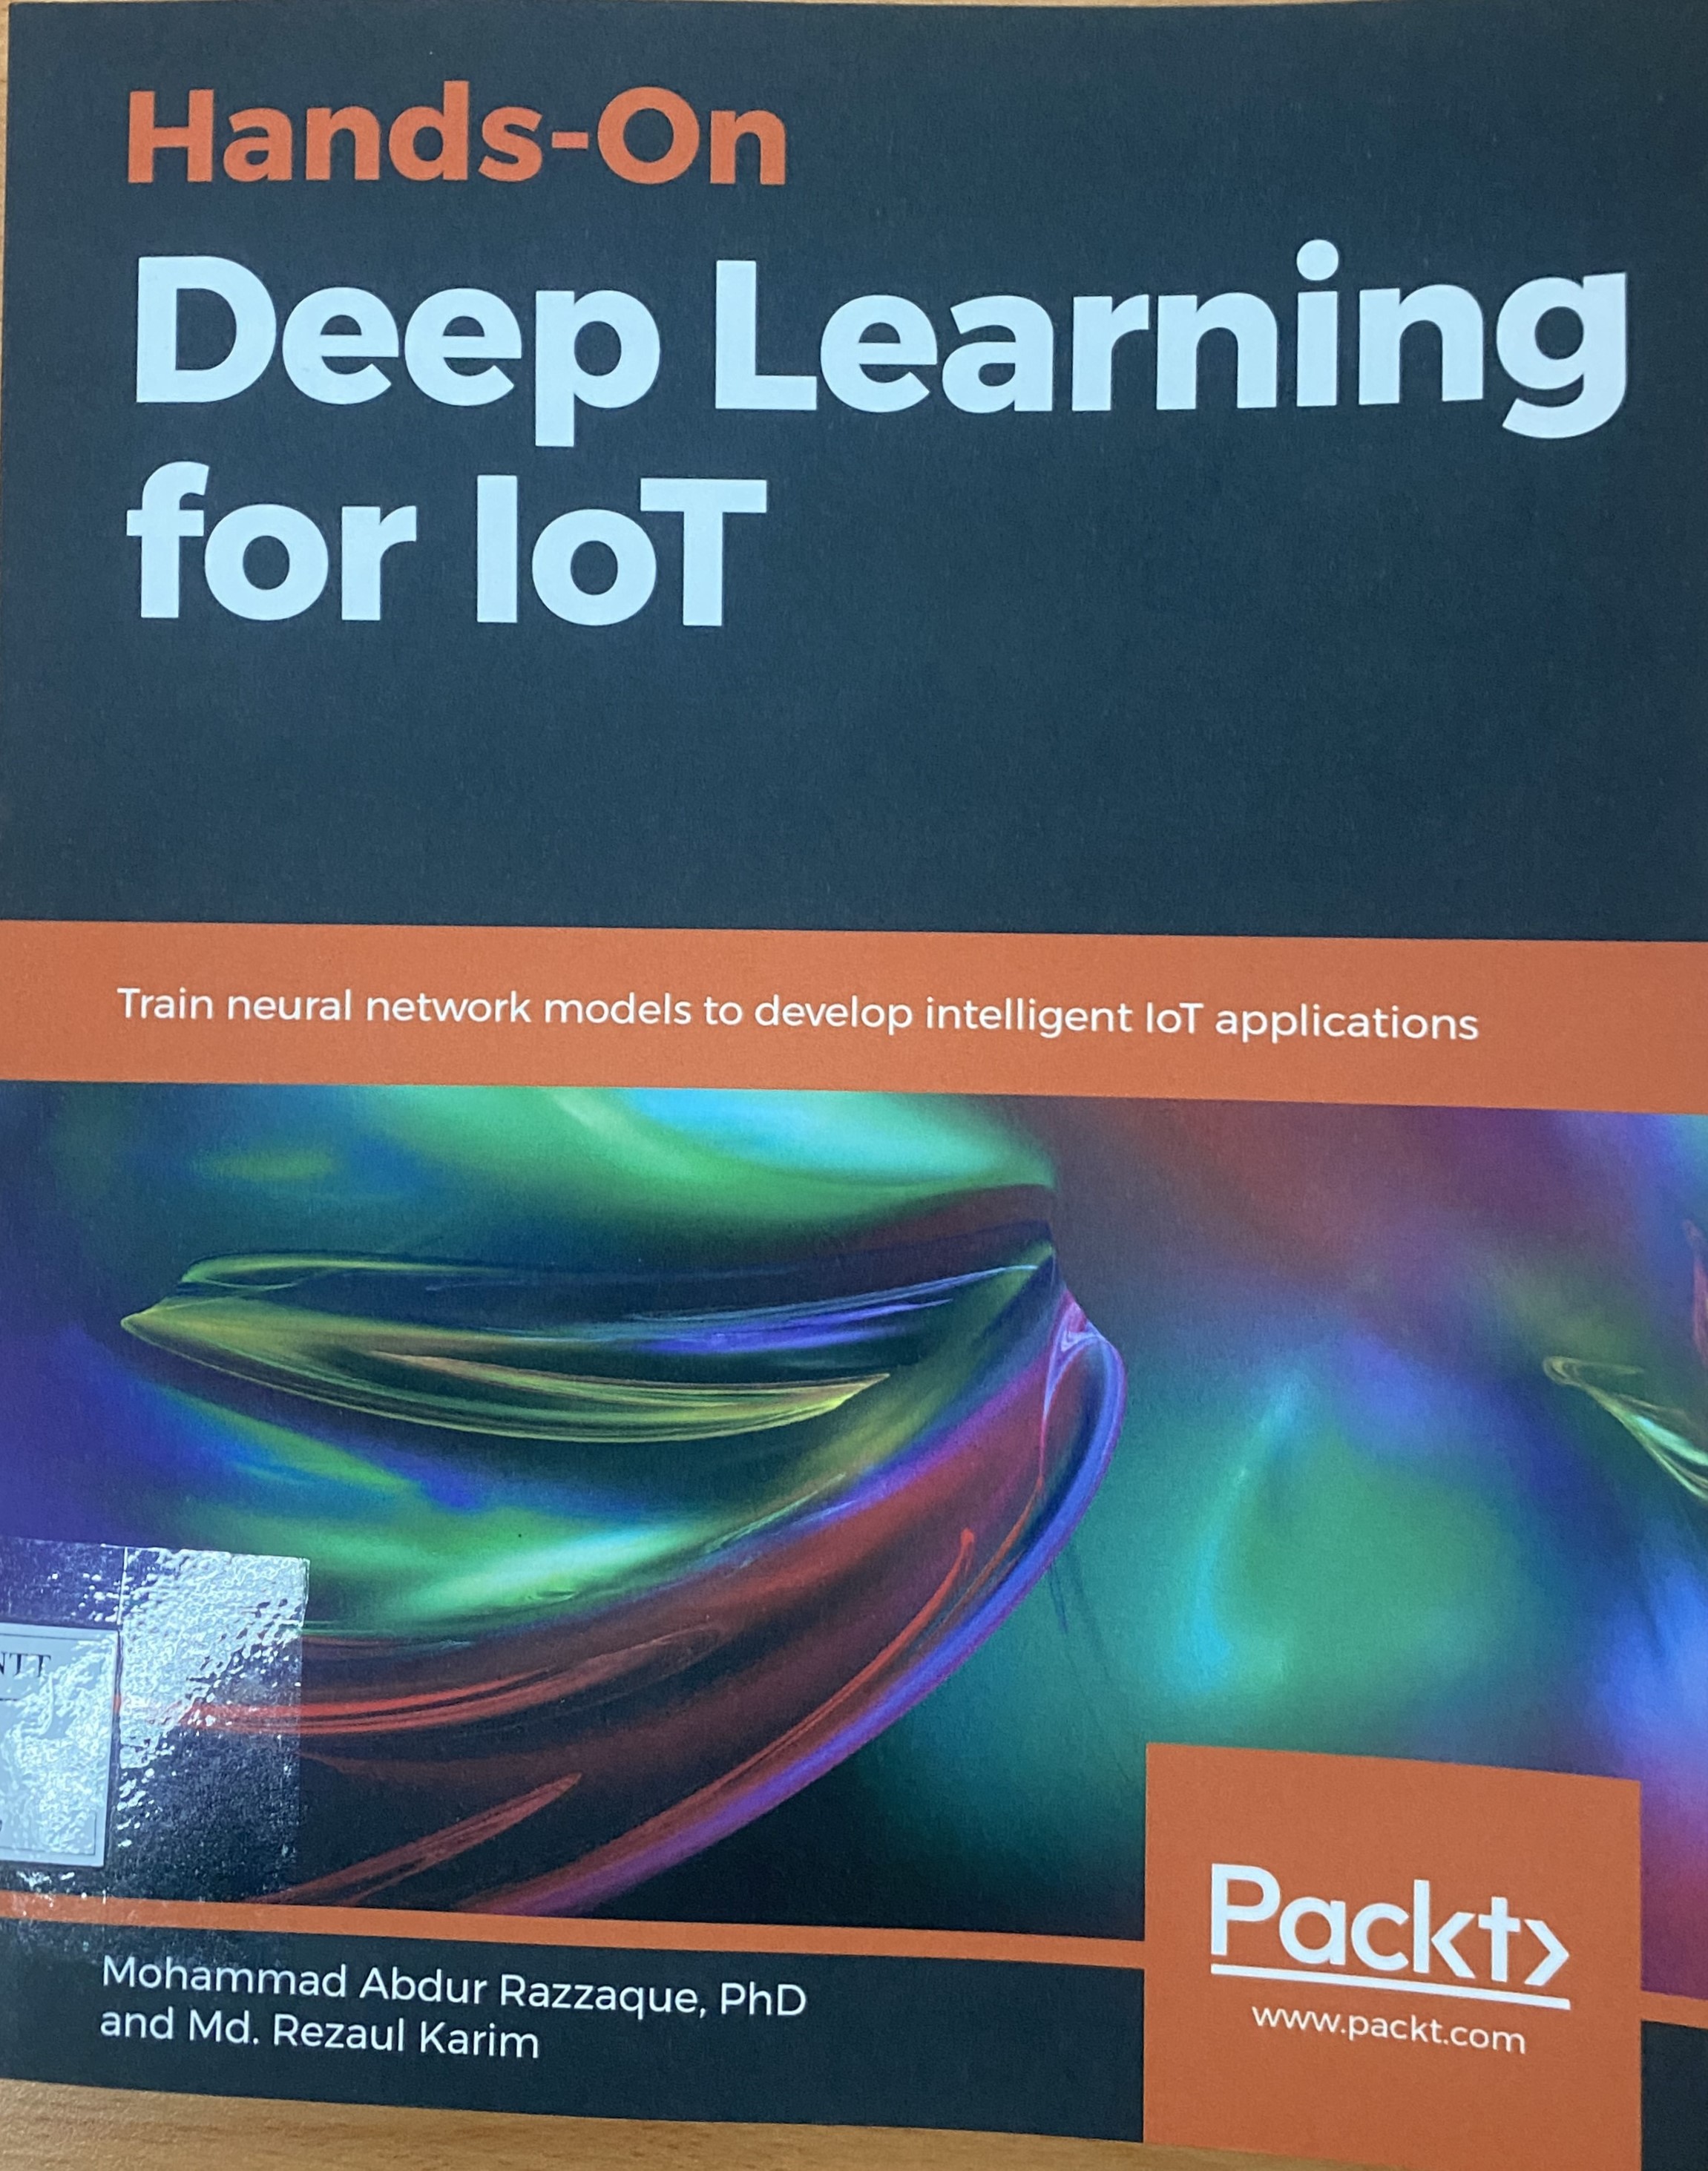 Hands-On
Deep Learning
for IoT
Train neural network models to develop intelligent IoT applications
Mohammad Abdur Razzaque, PhD
and Md. Rezaul Karim
Packt>
www.packt.com